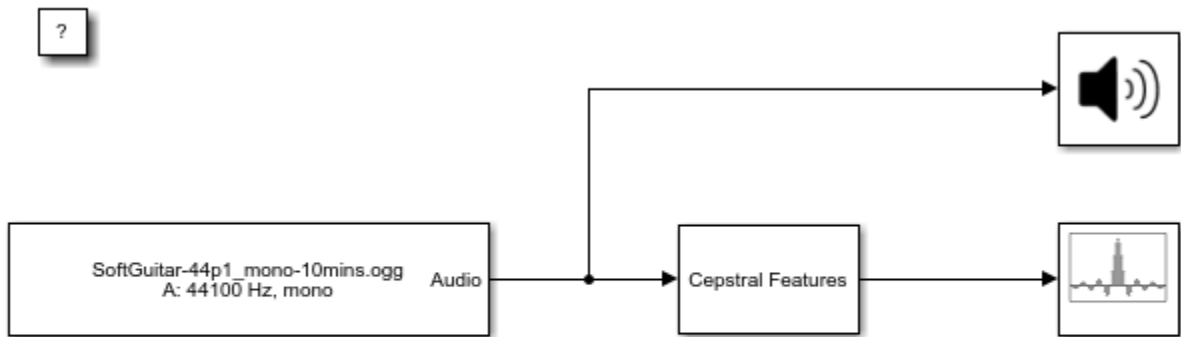 ?
SoftGuitar-44p1_mono-10mins.ogg
A: 44100 Hz, mono
Audio
Cepstral Features